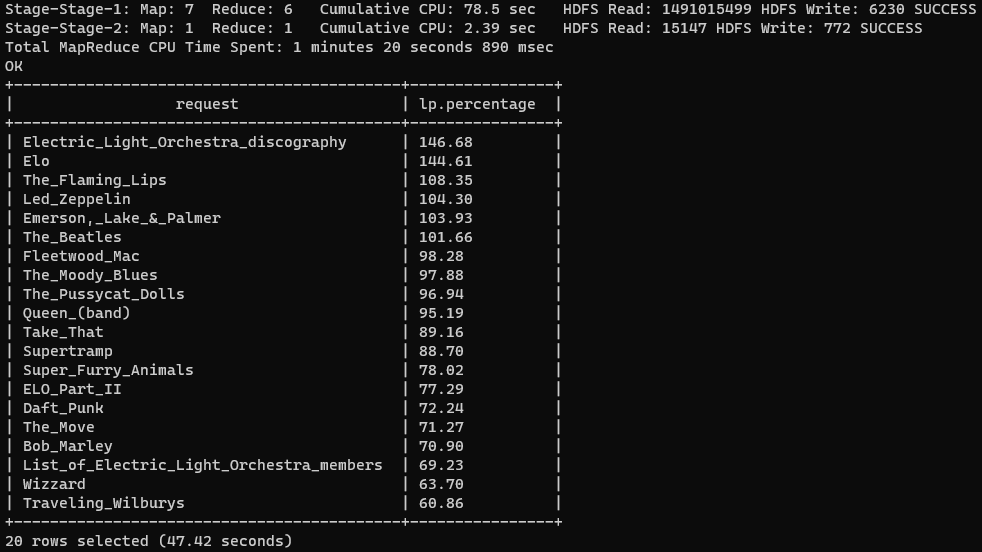 Stage-Stage-1: Map: 7  Reduce: 6   Cumulative CPU: 78.5 sec   HDFS Read: 1491015499 HDFS Write: 6230 SUCCESS
Stage-Stage-2: Map: 1  Reduce: 1   Cumulative CPU: 2.39 sec   HDFS Read: 15147 HDFS Write: 772 SUCCESS
Total MapReduce CPU Time Spent: 1 minutes 20 seconds 890 msec
OK
+-------------------------------------------+----------------+
|                  request                  | lp.percentage  |
+-------------------------------------------+----------------+
| Electric_Light_Orchestra_discography      | 146.68         |
| Elo                                       | 144.61         |
| The_Flaming_Lips                          | 108.35         |
| Led_Zeppelin                              | 104.30         |
| Emerson,_Lake_&_Palmer                    | 103.93         |
| The_Beatles                               | 101.66         |
| Fleetwood_Mac                             | 98.28          |
| The_Moody_Blues                           | 97.88          |
| The_Pussycat_Dolls                        | 96.94          |
| Queen_(band)                              | 95.19          |
| Take_That                                 | 89.16          |
| Supertramp                                | 88.70          |
| Super_Furry_Animals                       | 78.02          |
| ELO_Part_II                               | 77.29          |
| Daft_Punk                                 | 72.24          |
| The_Move                                  | 71.27          |
| Bob_Marley                                | 70.90          |
| List_of_Electric_Light_Orchestra_members  | 69.23          |
| Wizzard                                   | 63.70          |
| Traveling_Wilburys                        | 60.86          |
+-------------------------------------------+----------------+
20 rows selected (47.42 seconds)